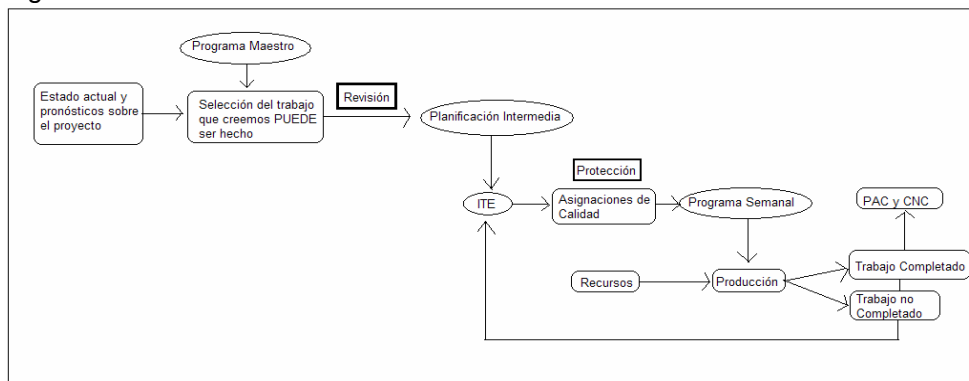 Programa Maestro
Estado actual y
pronósticos sobre
el proyecto
Selección del trabajo
que creemos PUEDE
ser hecho
Revisión
Planificación Intermedia
Protección
ITE
Asignaciones de
Calidad
Programa Semanal
PAC y CNC
Recursos
Producción
Trabajo Completado
Trabajo no
Completado